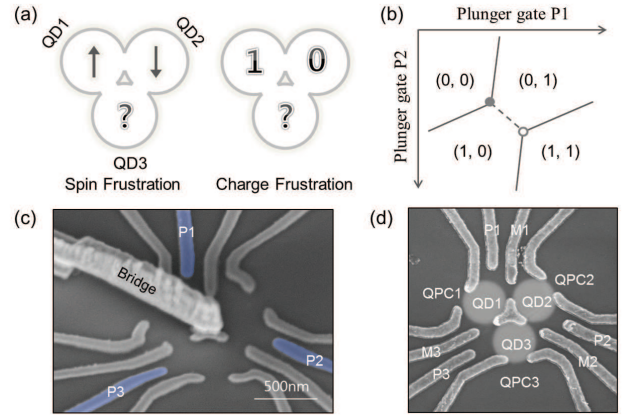 (a)
QD1
QD2
1 0
?
?
QD3
Spin Frustration
Charge Frustration
(b)
Plunger gate P1
Plunger gate P2
(0, 0)
(0, 1)
(1, 0)
(1, 1)
(c)
P1
Bridge
P2
P3
500nm
(d)
P1
M1
QPC1
QPC2
QD1
QD2
QD3
P2
M3
M2
P3
QPC3